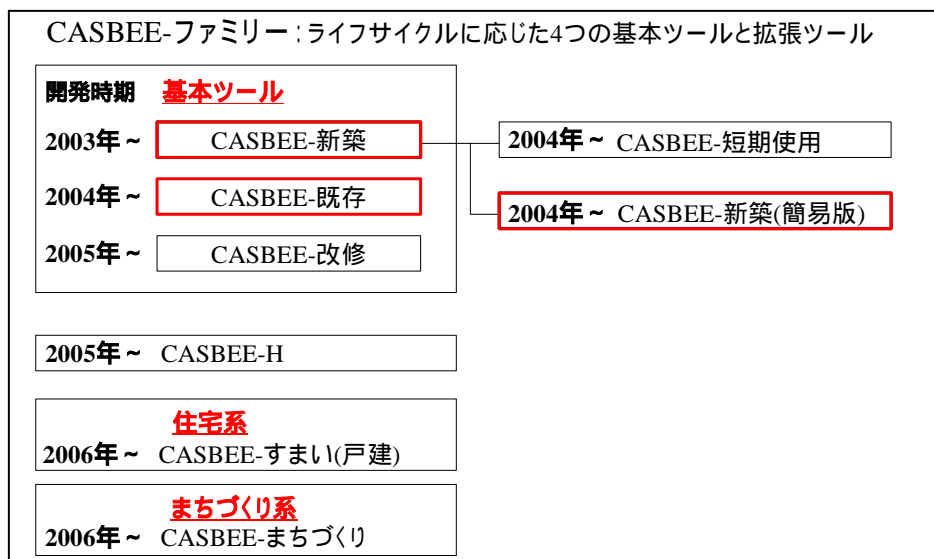 CASBEE-ファミリー：ライフサイクルに応じた4つの基本ツールと拡張ツール
開発時期 基本ツール
2003年～ CASBEE-新築
2004年～ CASBEE-短期使用
2004年～ CASBEE-既存
2004年～ CASBEE-新築(簡易版)
2005年～ CASBEE-改修
2005年～ CASBEE-H
住宅系
2006年～ CASBEE-すまい(戸建)
まちづくり系
2006年～ CASBEE-まちづくり